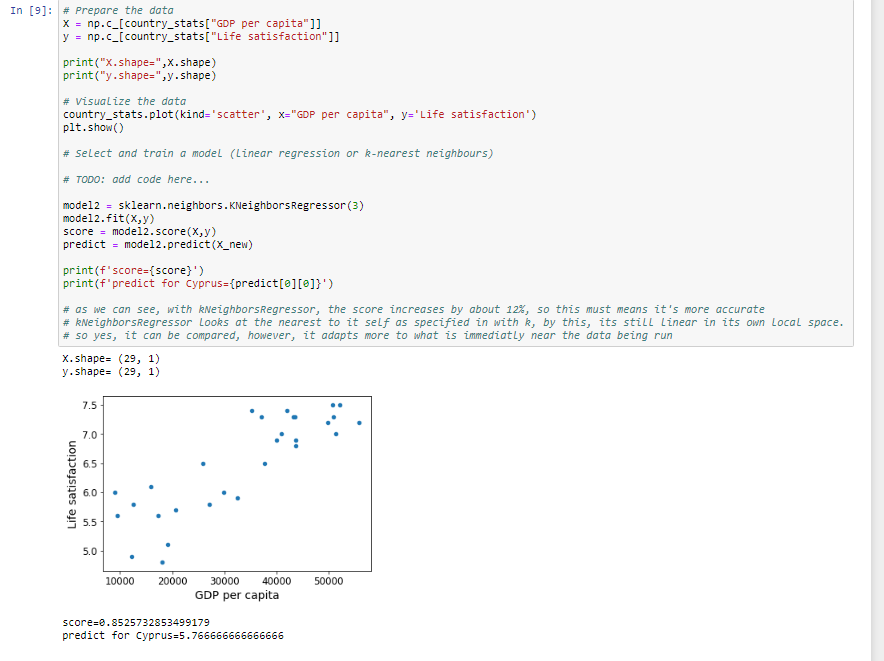 In [9]:
# Prepare the data
X = np.c_[country_stats["GDP per capita"]]
y = np.c_[country_stats["Life satisfaction"]]
print("X.shape=",X.shape)
print("y.shape=",y.shape)
# Visualize the data
country_stats.plot(kind='scatter', x="GDP per capita", y='Life satisfaction')
plt.show()
# Select and train a model (linear regression or k-nearest neighbours)
# TODO: add code here...
model2 = sklearn.neighbors.KNeighborsRegressor(3)
model2.fit(X,y)
score = model2.score(X,y)
predict = model2.predict(X_new)
print(f'score={score}')
print(f'predict for Cyprus={predict[0][0]}')
# as we can see, with kNeighborsRegressor, the score increases by about 12%, so this must means it's more accurate
# kNeighborsRegressor looks at the nearest to it self as specified in with k, by this, its still linear in its own local space.
# so yes, it can be compared, however, it adapts more to what is immediatly near the data being run
X.shape= (29, 1)
y.shape= (29, 1)
7.5
7.0
6.5
6.0
5.5
5.0
Life satisfaction
10000 20000 30000 40000 50000
GDP per capita
score=0.8525732853499179
predict for Cyprus=5.766666666666666